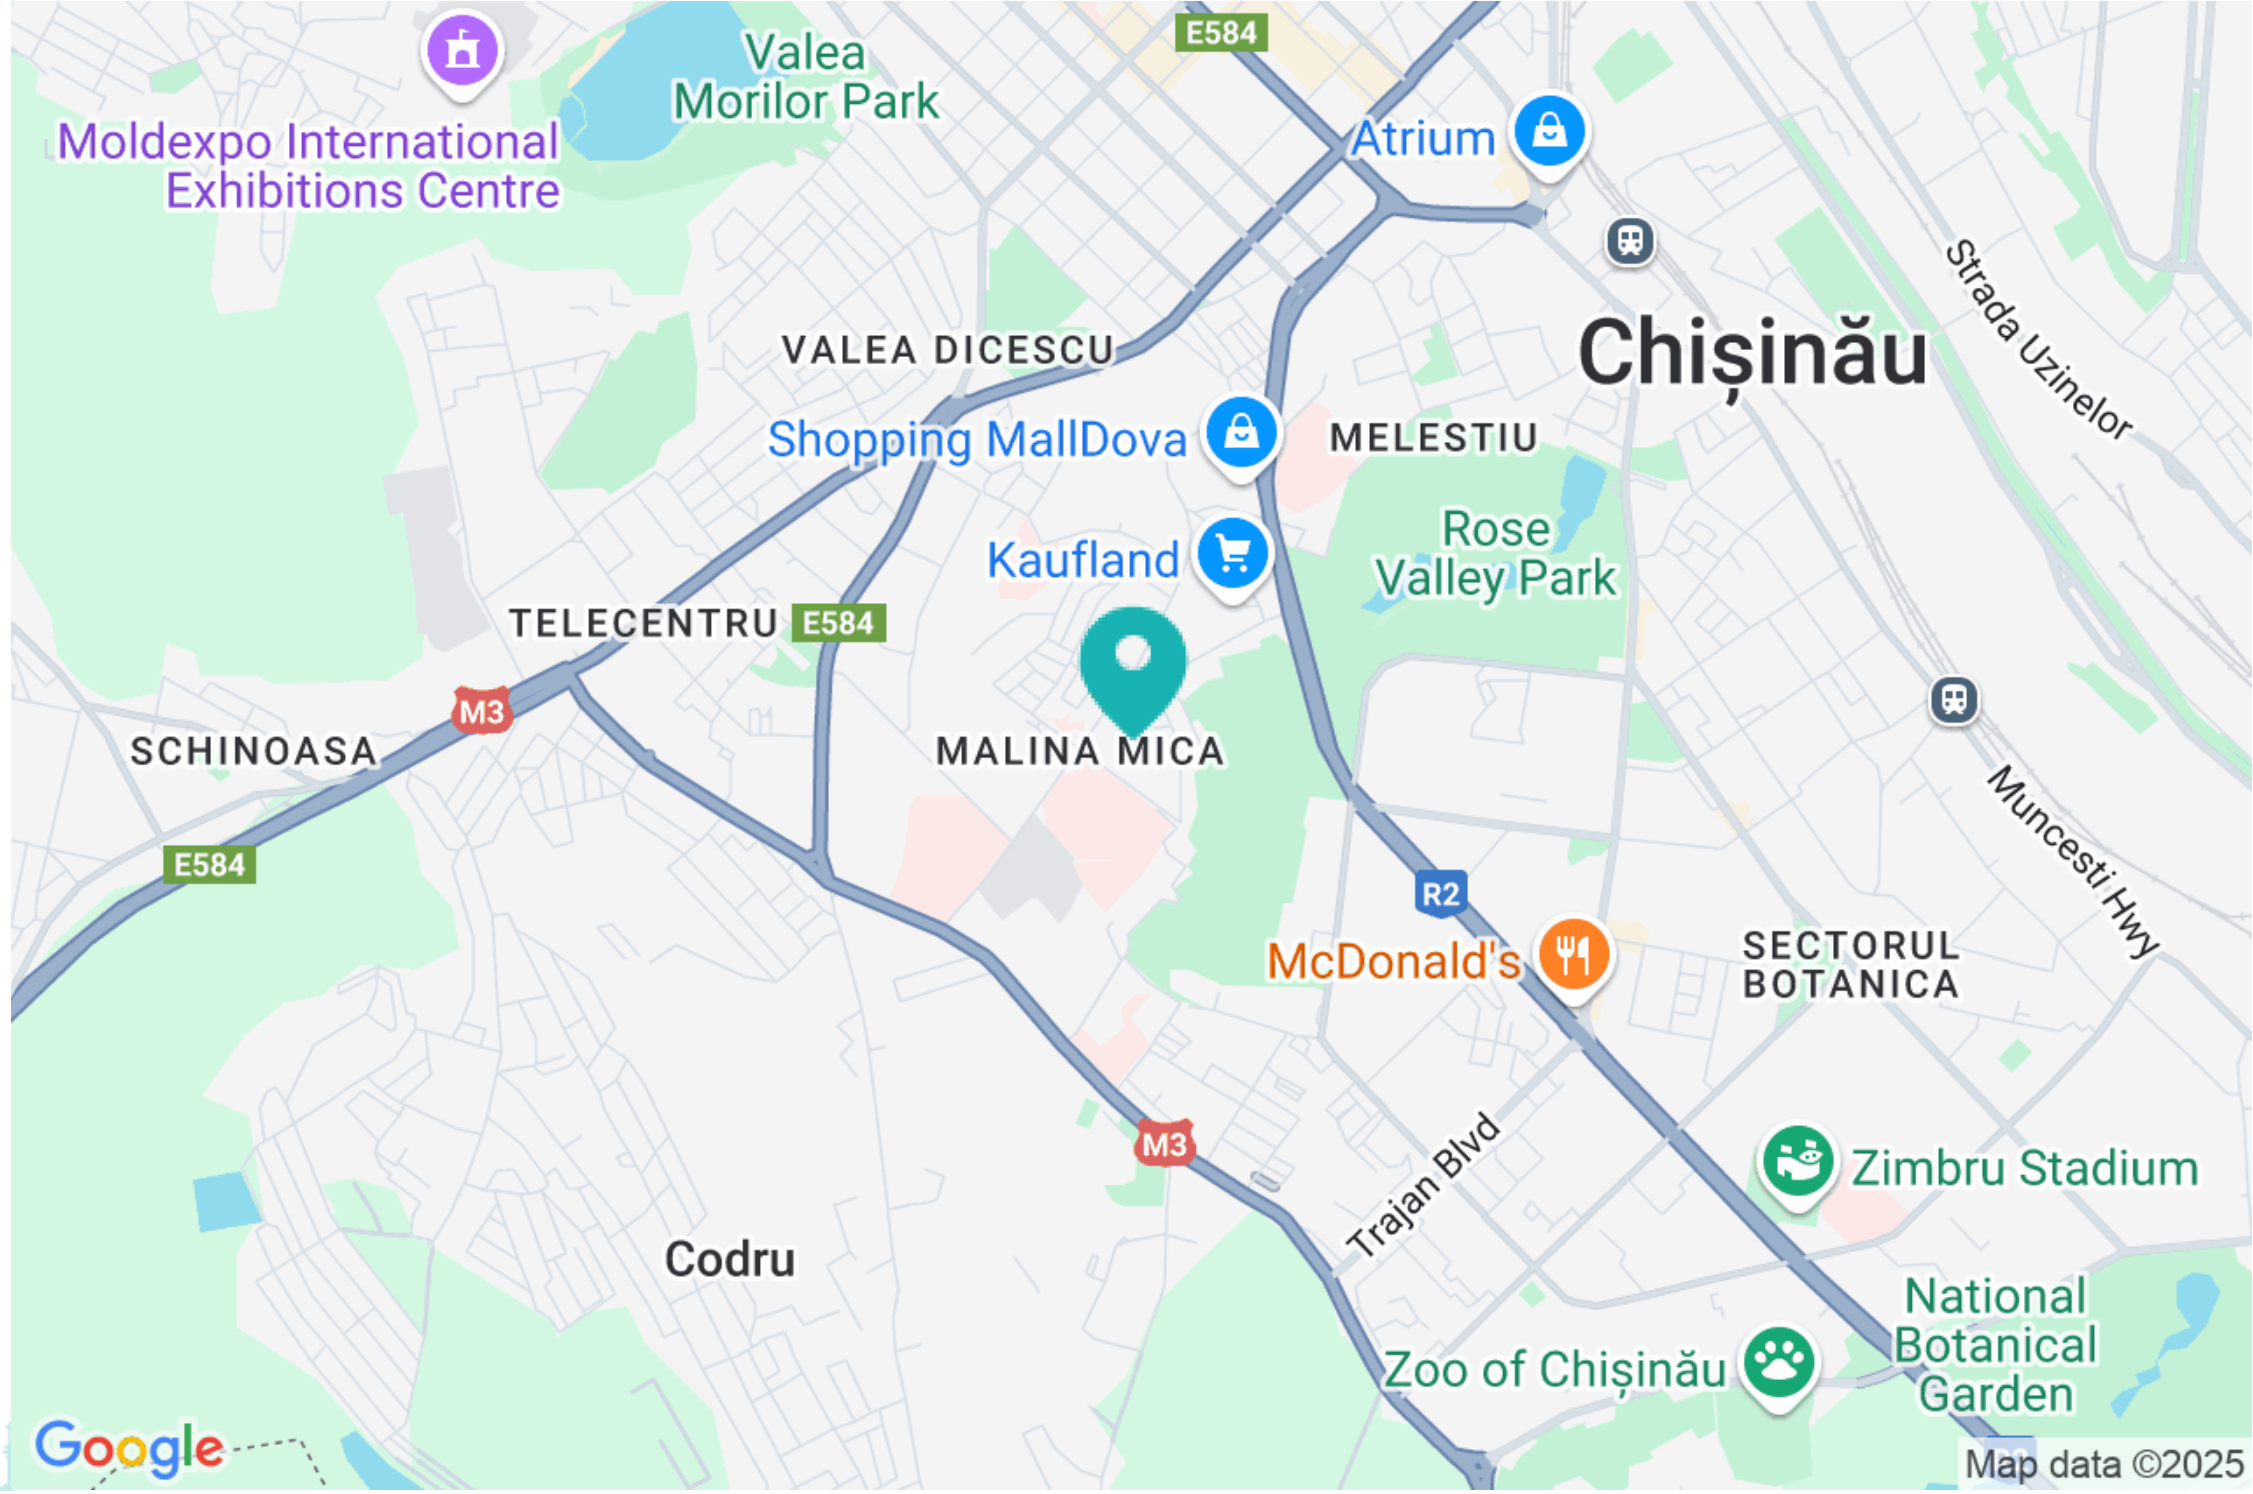 E584
Valea
Morilor Park
Moldexpo International
Exhibitions Centre
Atrium
Strada Uzinelor
Chișinău
VALEA DICESCU
Shopping MallDova
MELESTIU
Rose
Valley Park
Kaufland
TELECENTRU
E584
M3
SCHINOASA
MALINA MICA
Muncesti Hwy
E584
R2
McDonald's
SECTORUL
BOTANICA
M3
Trajan Blvd
Zimbru Stadium
Codru
National
Botanical
Garden
Zoo of Chișinău
Google
Map data ©2025